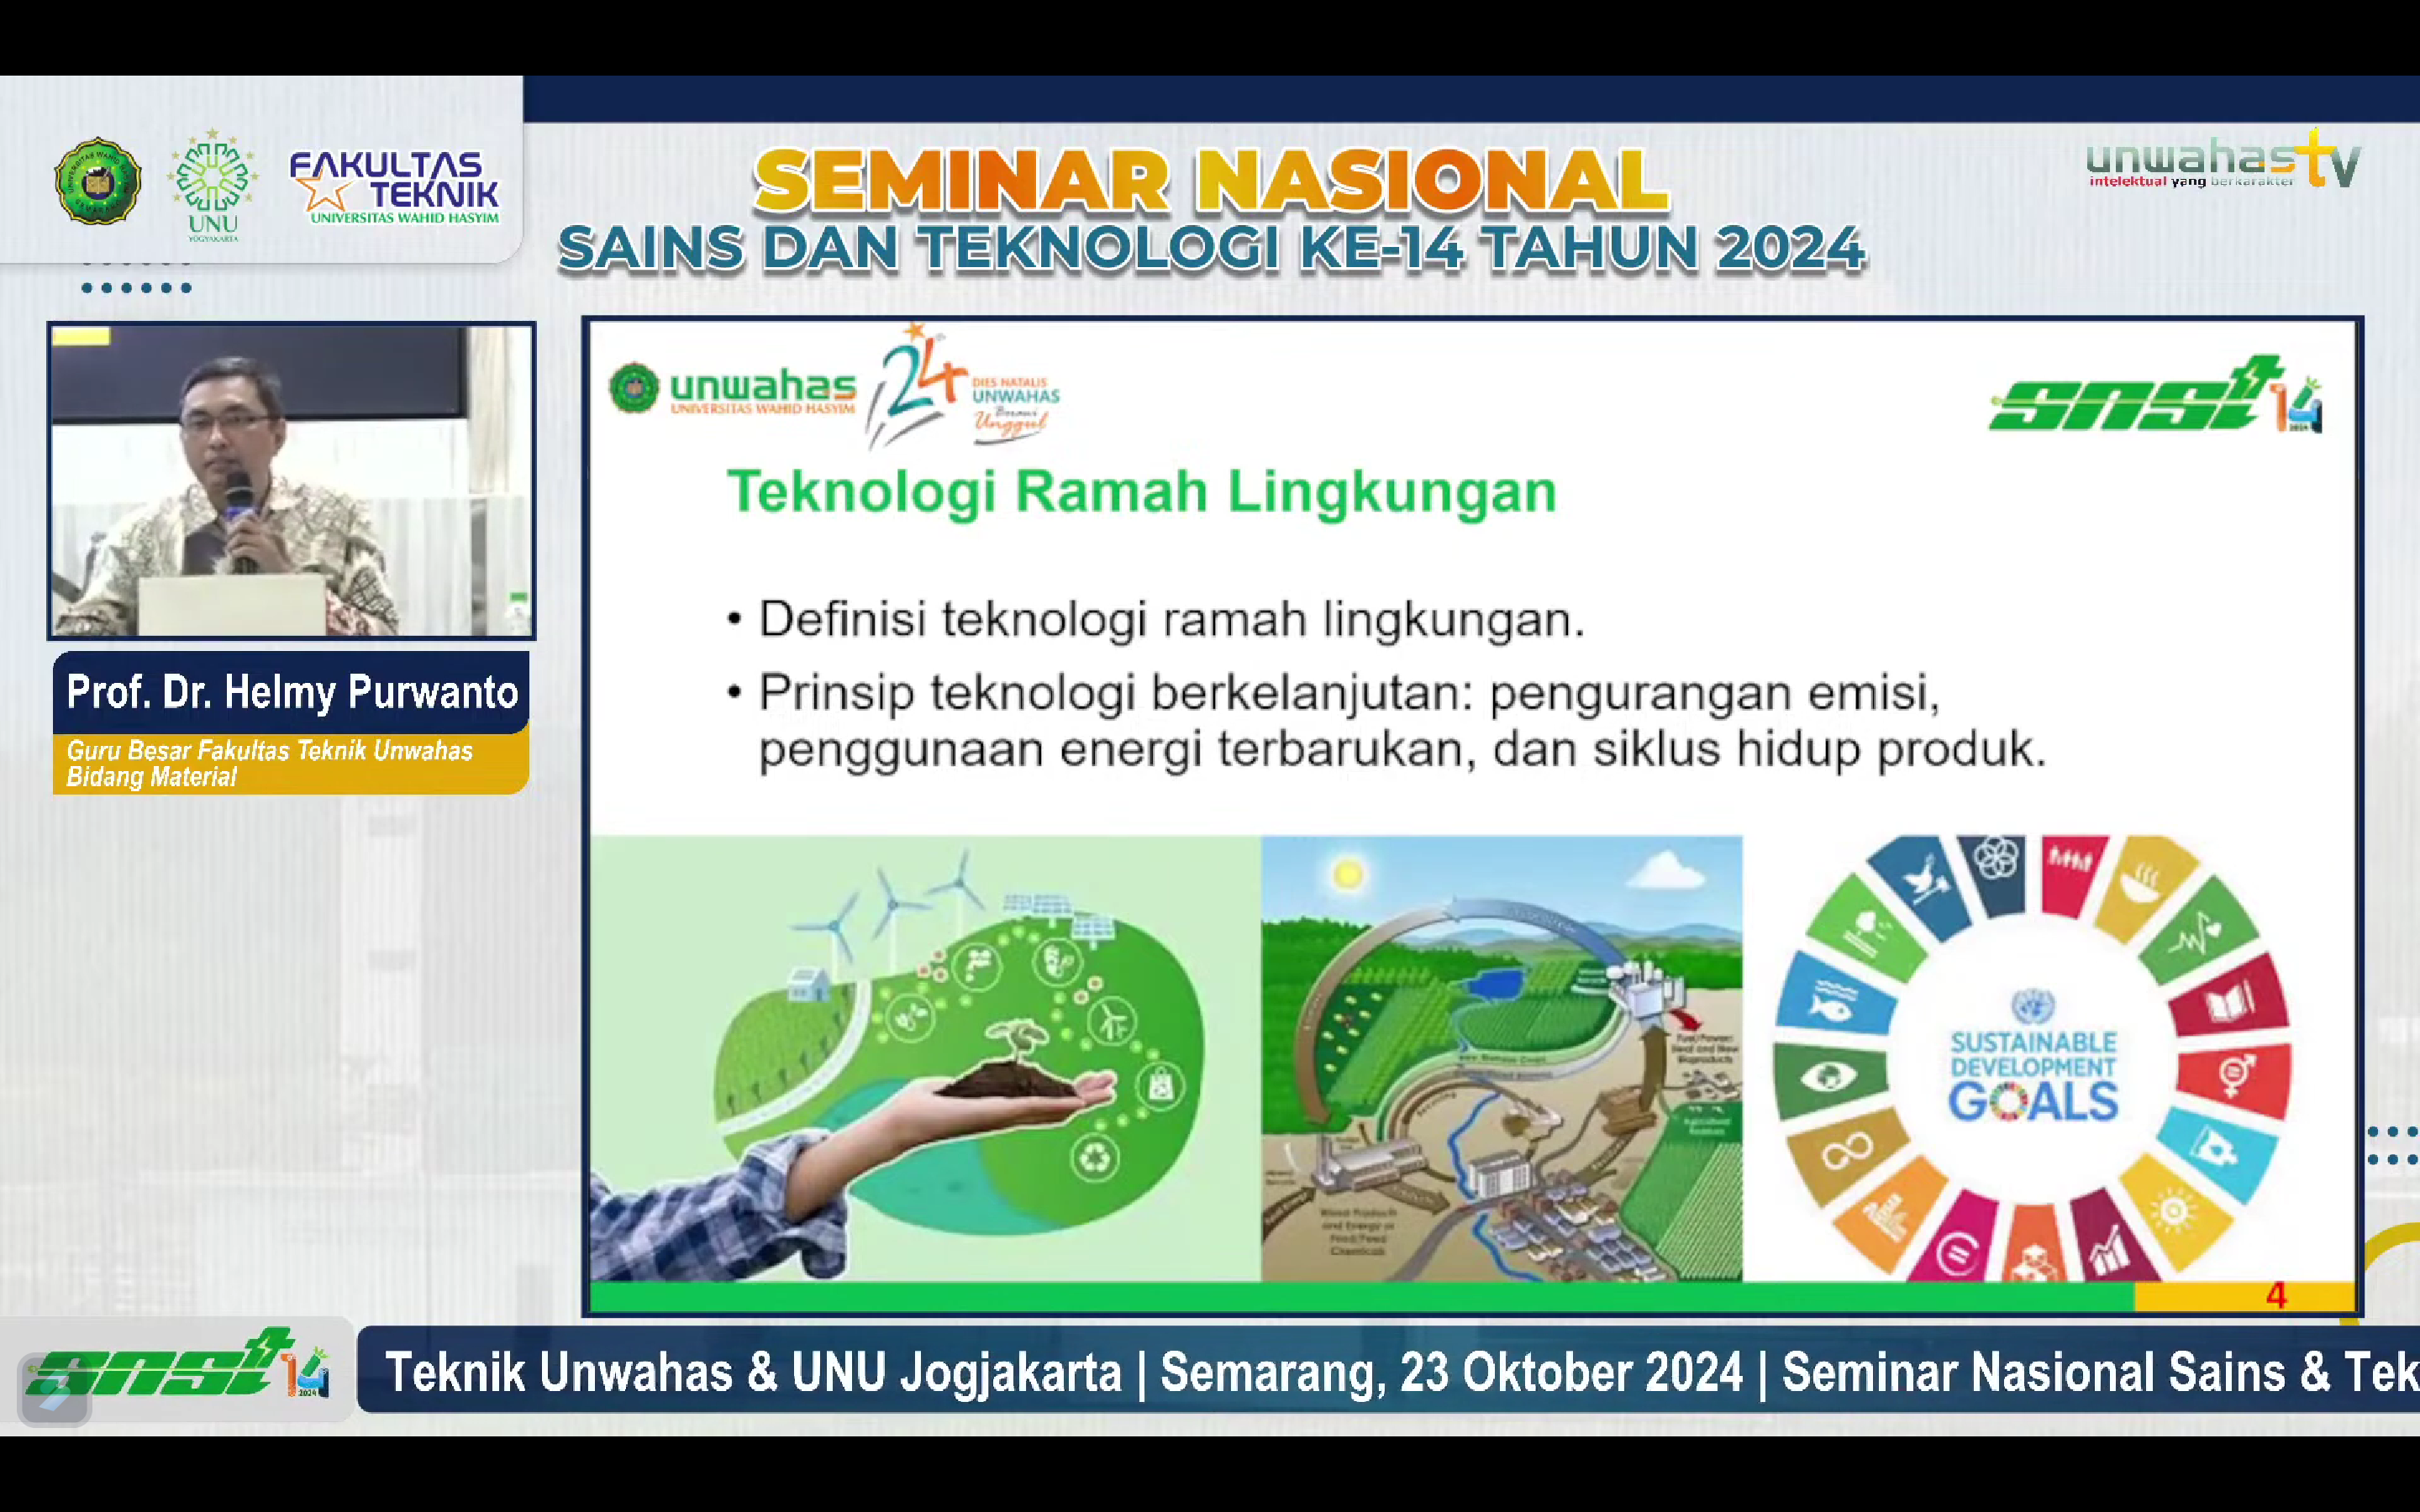 UNU
YOGYAKARTA
FAKULTAS
TEKNIK
UNIVERSITAS WAHID HASYIM
SEMINAR NASIONAL
SAINS DAN TEKNOLOGI KE-14 TAHUN 2024
unwahas tv
intelektual yang berkarakter
Prof. Dr. Helmy Purwanto
Guru Besar Fakultas Teknik Unwahas
Bidang Material
unwahas
UNIVERSITAS WAHID HASYIM
24
DIES NATALIS
UNWAHAS
Berani
Unggul
snst 14
2024
Teknologi Ramah Lingkungan
• Definisi teknologi ramah lingkungan.
• Prinsip teknologi berkelanjutan: pengurangan emisi,
penggunaan energi terbarukan, dan siklus hidup produk.
SUSTAINABLE
DEVELOPMENT
GOALS
4
snst 14
2024
Teknik Unwahas & UNU Jogjakarta | Semarang, 23 Oktober 2024 | Seminar Nasional Sains & Tek